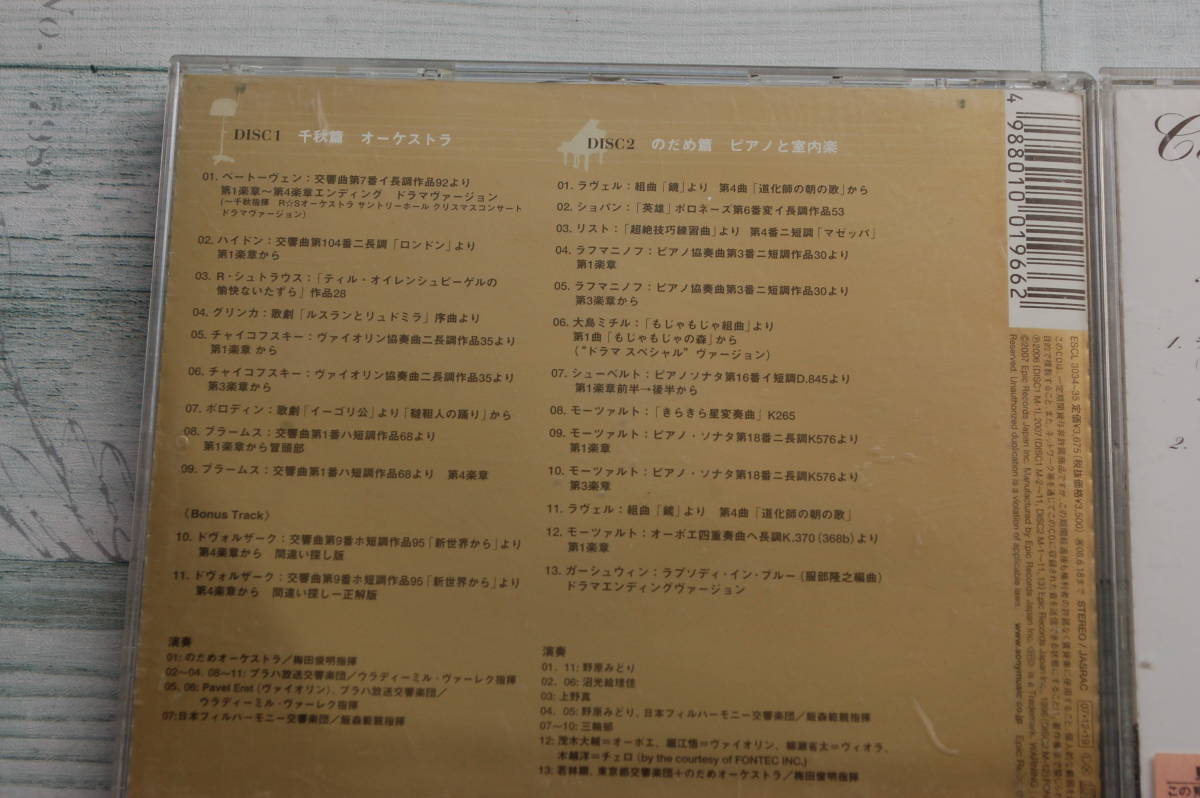 DISC1 千秋篇 オーケストラ
01. ベートーヴェン：交響曲第7番イ長調作品92より
第1楽章〜第4楽章エンディング ドラマヴァージョン
(〜千秋指揮 R☆Sオーケストラ サントリーホール クリスマスコンサート
ドラマヴァージョン)
02. ハイドン：交響曲第104番ニ長調「ロンドン」より
第1楽章から
03. R・シュトラウス：「ティル・オイレンシュピーゲルの
愉快ないたずら」作品28
04. グリンカ：歌劇「ルスランとリュドミラ」序曲より
05. チャイコフスキー：ヴァイオリン協奏曲ニ長調作品35より
第1楽章 から
06. チャイコフスキー：ヴァイオリン協奏曲ニ長調作品35より
第3楽章から
07. ボロディン：歌劇「イーゴリ公」より「韃靼人の踊り」から
08. ブラームス：交響曲第1番ハ短調作品68より
第1楽章から冒頭部
09. ブラームス：交響曲第1番ハ短調作品68より 第4楽章
〈Bonus Track〉
10. ドヴォルザーク：交響曲第9番ホ短調作品95「新世界から」より
第4楽章から 間違い探し版
11. ドヴォルザーク：交響曲第9番ホ短調作品95「新世界から」より
第4楽章から 間違い探し―正解版
演奏
01: のだめオーケストラ／梅田俊明指揮
02〜04. 08〜11: プラハ放送交響楽団／ウラディーミル・ヴァーレク指揮
05. 06: Pavel Eret (ヴァイオリン)、プラハ放送交響楽団／
ウラディーミル・ヴァーレク指揮
07:日本フィルハーモニー交響楽団／飯森範親指揮
DISC2 のだめ篇 ピアノと室内楽
01. ラヴェル：組曲「鏡」より 第4曲「道化師の朝の歌」から
02. ショパン：「英雄」ポロネーズ第6番変イ長調作品53
03. リスト：「超絶技巧練習曲」より 第4番ニ短調「マゼッパ」
04. ラフマニノフ：ピアノ協奏曲第3番ニ短調作品30より
第1楽章
05. ラフマニノフ：ピアノ協奏曲第3番ニ短調作品30より
第3楽章から
06. 大島ミチル：「もじゃもじゃ組曲」より
第1曲「もじゃもじゃの森」から
(“ドラマ スペシャル” ヴァージョン)
07. シューベルト：ピアノソナタ第16番イ短調D.845より
第1楽章前半→後半から
08. モーツァルト：「きらきら星変奏曲」K265
09. モーツァルト：ピアノ・ソナタ第18番ニ長調K576より
第1楽章
10. モーツァルト：ピアノ・ソナタ第18番ニ長調K576より
第3楽章
11. ラヴェル：組曲「鏡」より 第4曲「道化師の朝の歌」
12. モーツァルト：オーボエ四重奏曲ヘ長調K.370 (368b)より
第1楽章
13. ガーシュウィン：ラプソディ・イン・ブルー (服部隆之編曲)
ドラマエンディングヴァージョン
演奏
01. 11: 野原みどり
02. 06: 沼光絵理佳
03: 上野真
04. 05: 野原みどり、日本フィルハーモニー交響楽団／飯森範親指揮
07〜10: 三輪郁
12: 茂木大輔=オーボエ、堀江悟=ヴァイオリン、柳瀬省太=ヴィオラ、
木越洋=チェロ (by the courtesy of FONTEC INC.)
13: 若林顕、東京都交響楽団+のだめオーケストラ／梅田俊明指揮
4 988010 019662
ESCL 3034-35 定価¥3,675 (税抜価格¥3,500) STEREO / JASRAC
07・12・19
Reserved. Unauthorized duplication is a violation of applicable laws. www.sonymusic.co.jp
1.
2.